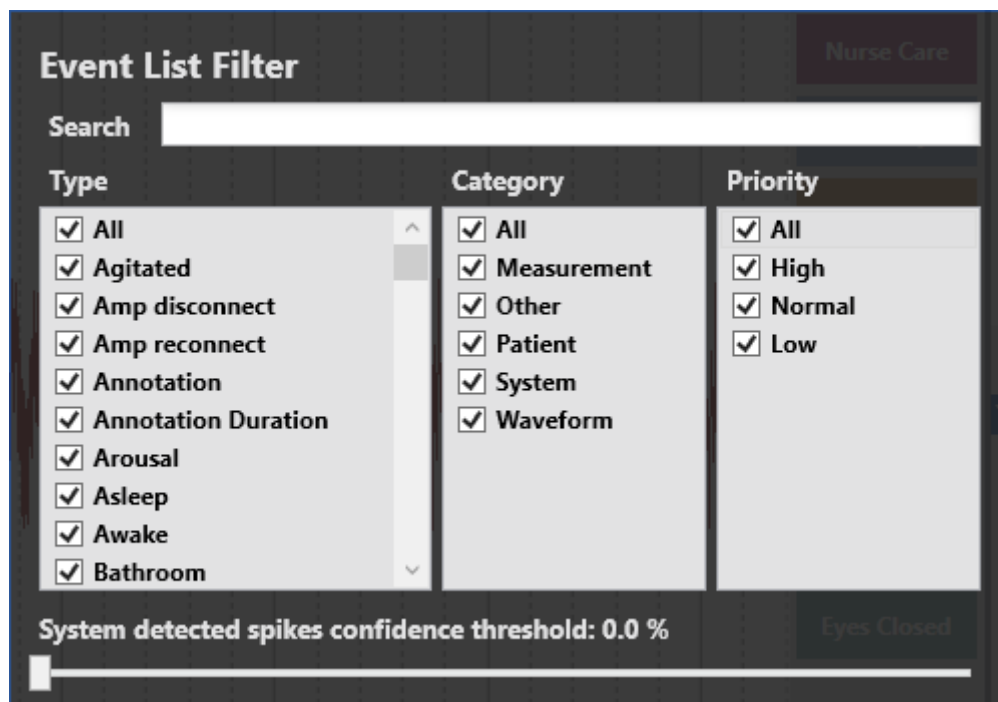 Nurse Care
Event List Filter
Search
Type
Category
Priority
All
Agitated
Amp disconnect
Amp reconnect
Annotation
Annotation Duration
Arousal
Asleep
Awake
Bathroom
All
Measurement
Other
Patient
System
Waveform
All
High
Normal
Low
System detected spikes confidence threshold: 0.0 %
Eyes Closed